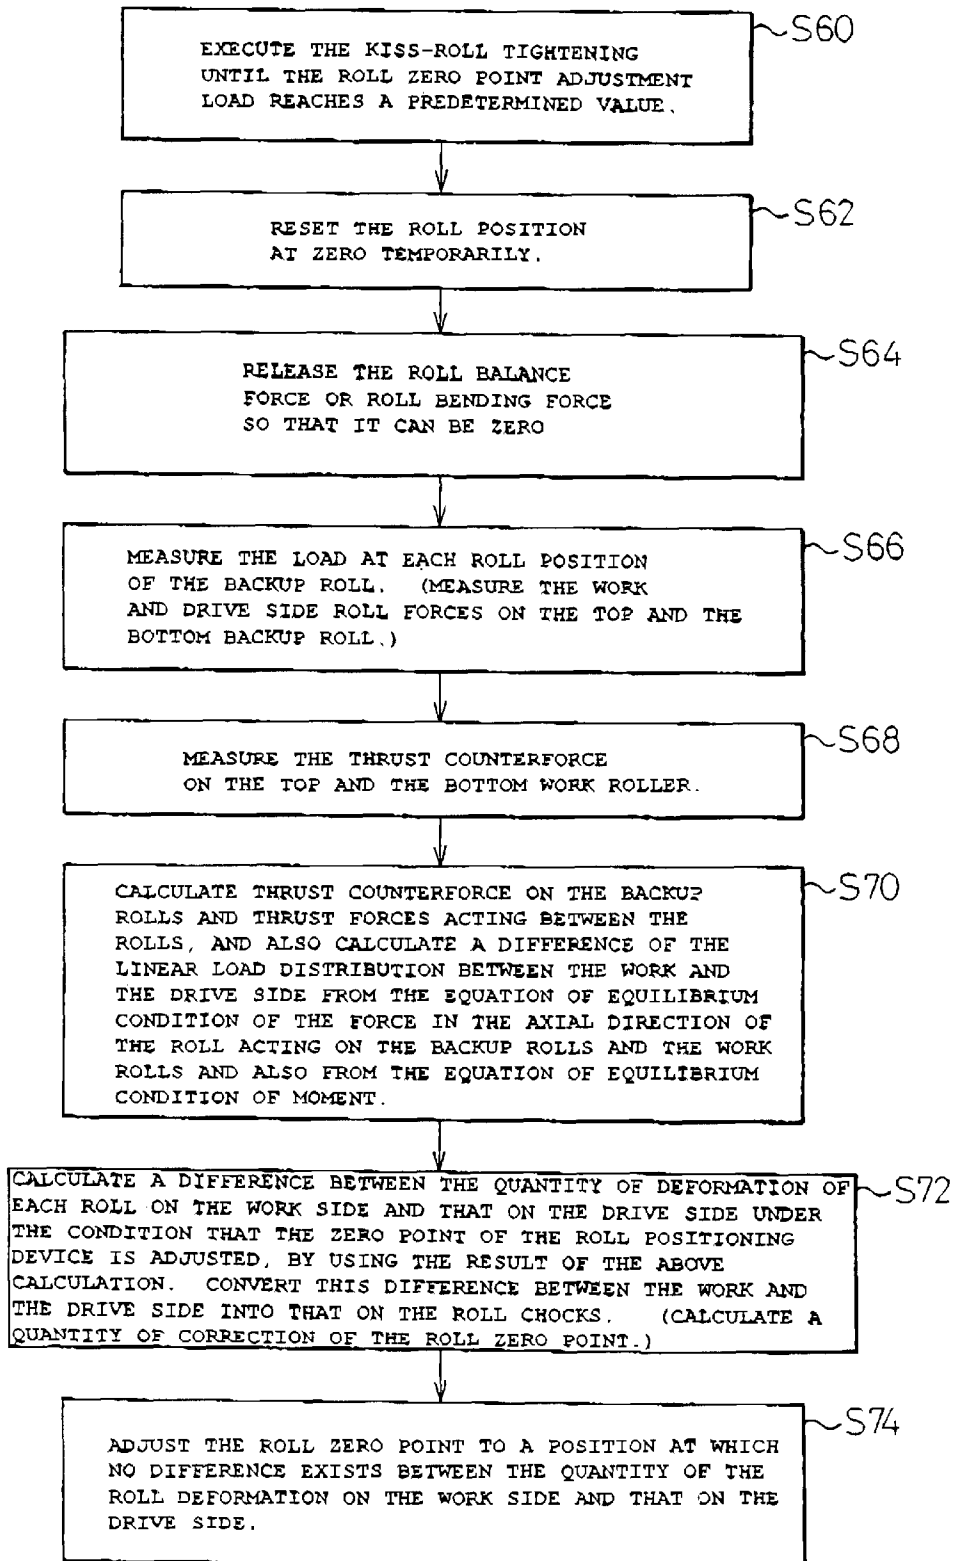 S60
EXECUTE THE KISS-ROLL TIGHTENING
UNTIL THE ROLL ZERO POINT ADJUSTMENT
LOAD REACHES A PREDETERMINED VALUE.
S62
RESET THE ROLL POSITION
AT ZERO TEMPORARILY.
S64
RELEASE THE ROLL BALANCE
FORCE OR ROLL BENDING FORCE
SO THAT IT CAN BE ZERO
S66
MEASURE THE LOAD AT EACH ROLL POSITION
OF THE BACKUP ROLL. (MEASURE THE WORK
AND DRIVE SIDE ROLL FORCES ON THE TOP AND THE
BOTTOM BACKUP ROLL.)
S68
MEASURE THE THRUST COUNTERFORCE
ON THE TOP AND THE BOTTOM WORK ROLLER.
S70
CALCULATE THRUST COUNTERFORCE ON THE BACKUP
ROLLS AND THRUST FORCES ACTING BETWEEN THE
ROLLS, AND ALSO CALCULATE A DIFFERENCE OF THE
LINEAR LOAD DISTRIBUTION BETWEEN THE WORK AND
THE DRIVE SIDE FROM THE EQUATION OF EQUILIBRIUM
CONDITION OF THE FORCE IN THE AXIAL DIRECTION OF
THE ROLL ACTING ON THE BACKUP ROLLS AND THE WORK
ROLLS AND ALSO FROM THE EQUATION OF EQUILIBRIUM
CONDITION OF MOMENT.
S72
CALCULATE A DIFFERENCE BETWEEN THE QUANTITY OF DEFORMATION OF
EACH ROLL ON THE WORK SIDE AND THAT ON THE DRIVE SIDE UNDER
THE CONDITION THAT THE ZERO POINT OF THE ROLL POSITIONING
DEVICE IS ADJUSTED, BY USING THE RESULT OF THE ABOVE
CALCULATION. CONVERT THIS DIFFERENCE BETWEEN THE WORK AND
THE DRIVE SIDE INTO THAT ON THE ROLL CHOCKS. (CALCULATE A
QUANTITY OF CORRECTION OF THE ROLL ZERO POINT.)
S74
ADJUST THE ROLL ZERO POINT TO A POSITION AT WHICH
NO DIFFERENCE EXISTS BETWEEN THE QUANTITY OF THE
ROLL DEFORMATION ON THE WORK SIDE AND THAT ON THE
DRIVE SIDE.